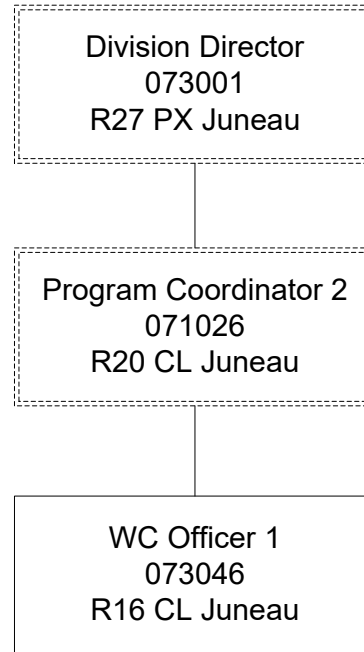 Division Director
073001
R27 PX Juneau
Program Coordinator 2
071026
R20 CL Juneau
WC Officer 1
073046
R16 CL Juneau